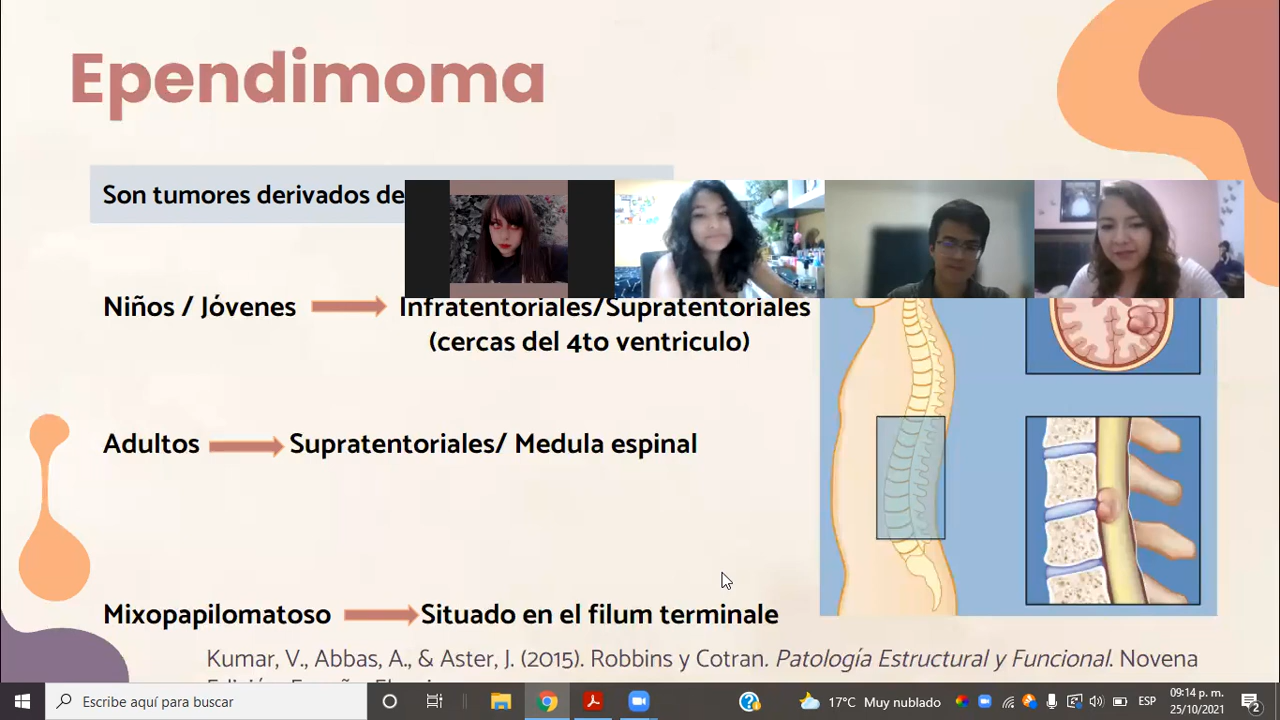 Ependimoma
Son tumores derivados de
Niños / Jóvenes Infratentoriales/Supratentoriales
(cercas del 4to ventriculo)
Adultos Supratentoriales/ Medula espinal
Mixopapilomatoso Situado en el filum terminale
Kumar, V., Abbas, A., & Aster, J. (2015). Robbins y Cotran. Patología Estructural y Funcional. Novena
Escribe aquí para buscar
17°C Muy nublado
ESP
09:14 p. m.
25/10/2021
2